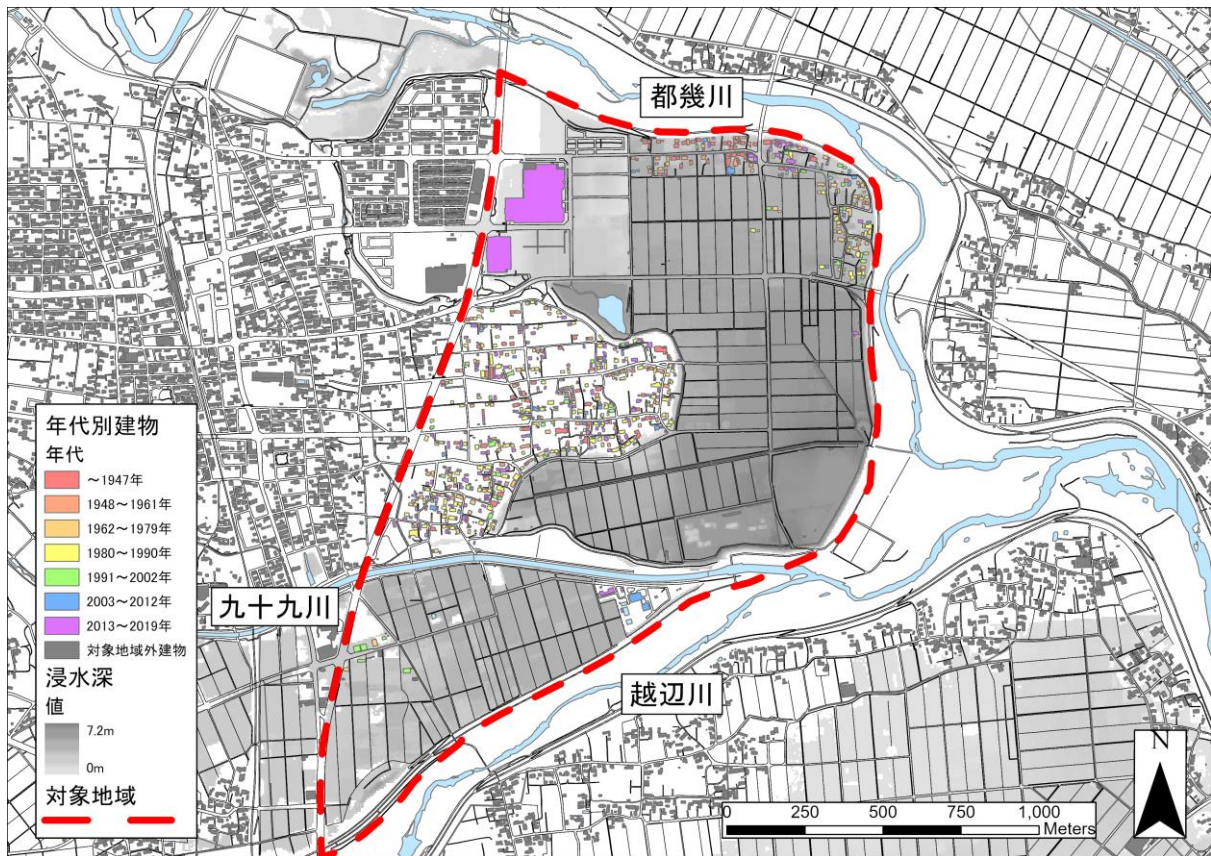 都幾川
年代別建物
年代
～1947年
1948～1961年
1962～1979年
1980～1990年
1991～2002年
2003～2012年
2013～2019年
対象地域外建物
浸水深
値
7.2m
0m
対象地域
九十九川
越辺川
N
0 250 500 750 1,000
Meters